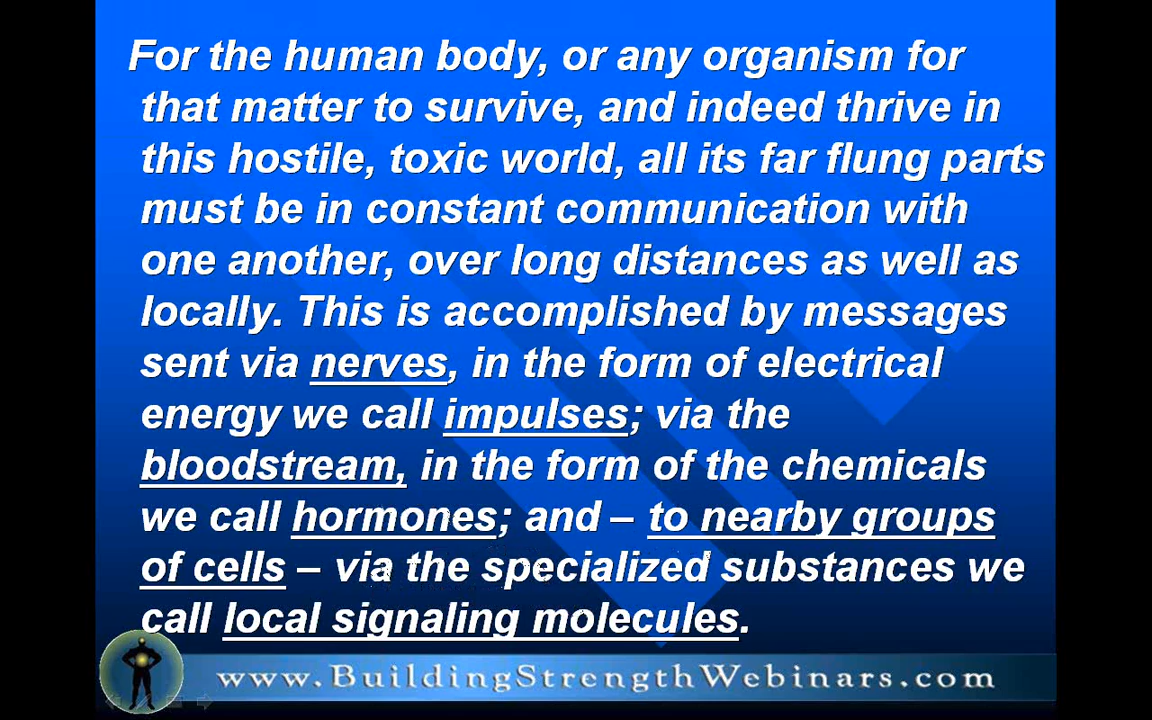 For the human body, or any organism for
that matter to survive, and indeed thrive in
this hostile, toxic world, all its far flung parts
must be in constant communication with
one another, over long distances as well as
locally. This is accomplished by messages
sent via nerves, in the form of electrical
energy we call impulses; via the
bloodstream, in the form of the chemicals
we call hormones; and – to nearby groups
of cells – via the specialized substances we
call local signaling molecules.
www.BuildingStrengthWebinars.com